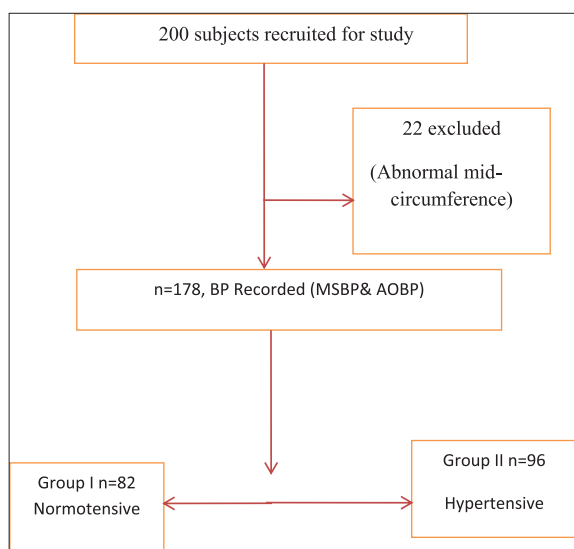 200 subjects recruited for study
22 excluded
(Abnormal mid-
circumference)
n=178, BP Recorded (MSBP& AOBP)
Group I n=82
Normotensive
Group II n=96
Hypertensive